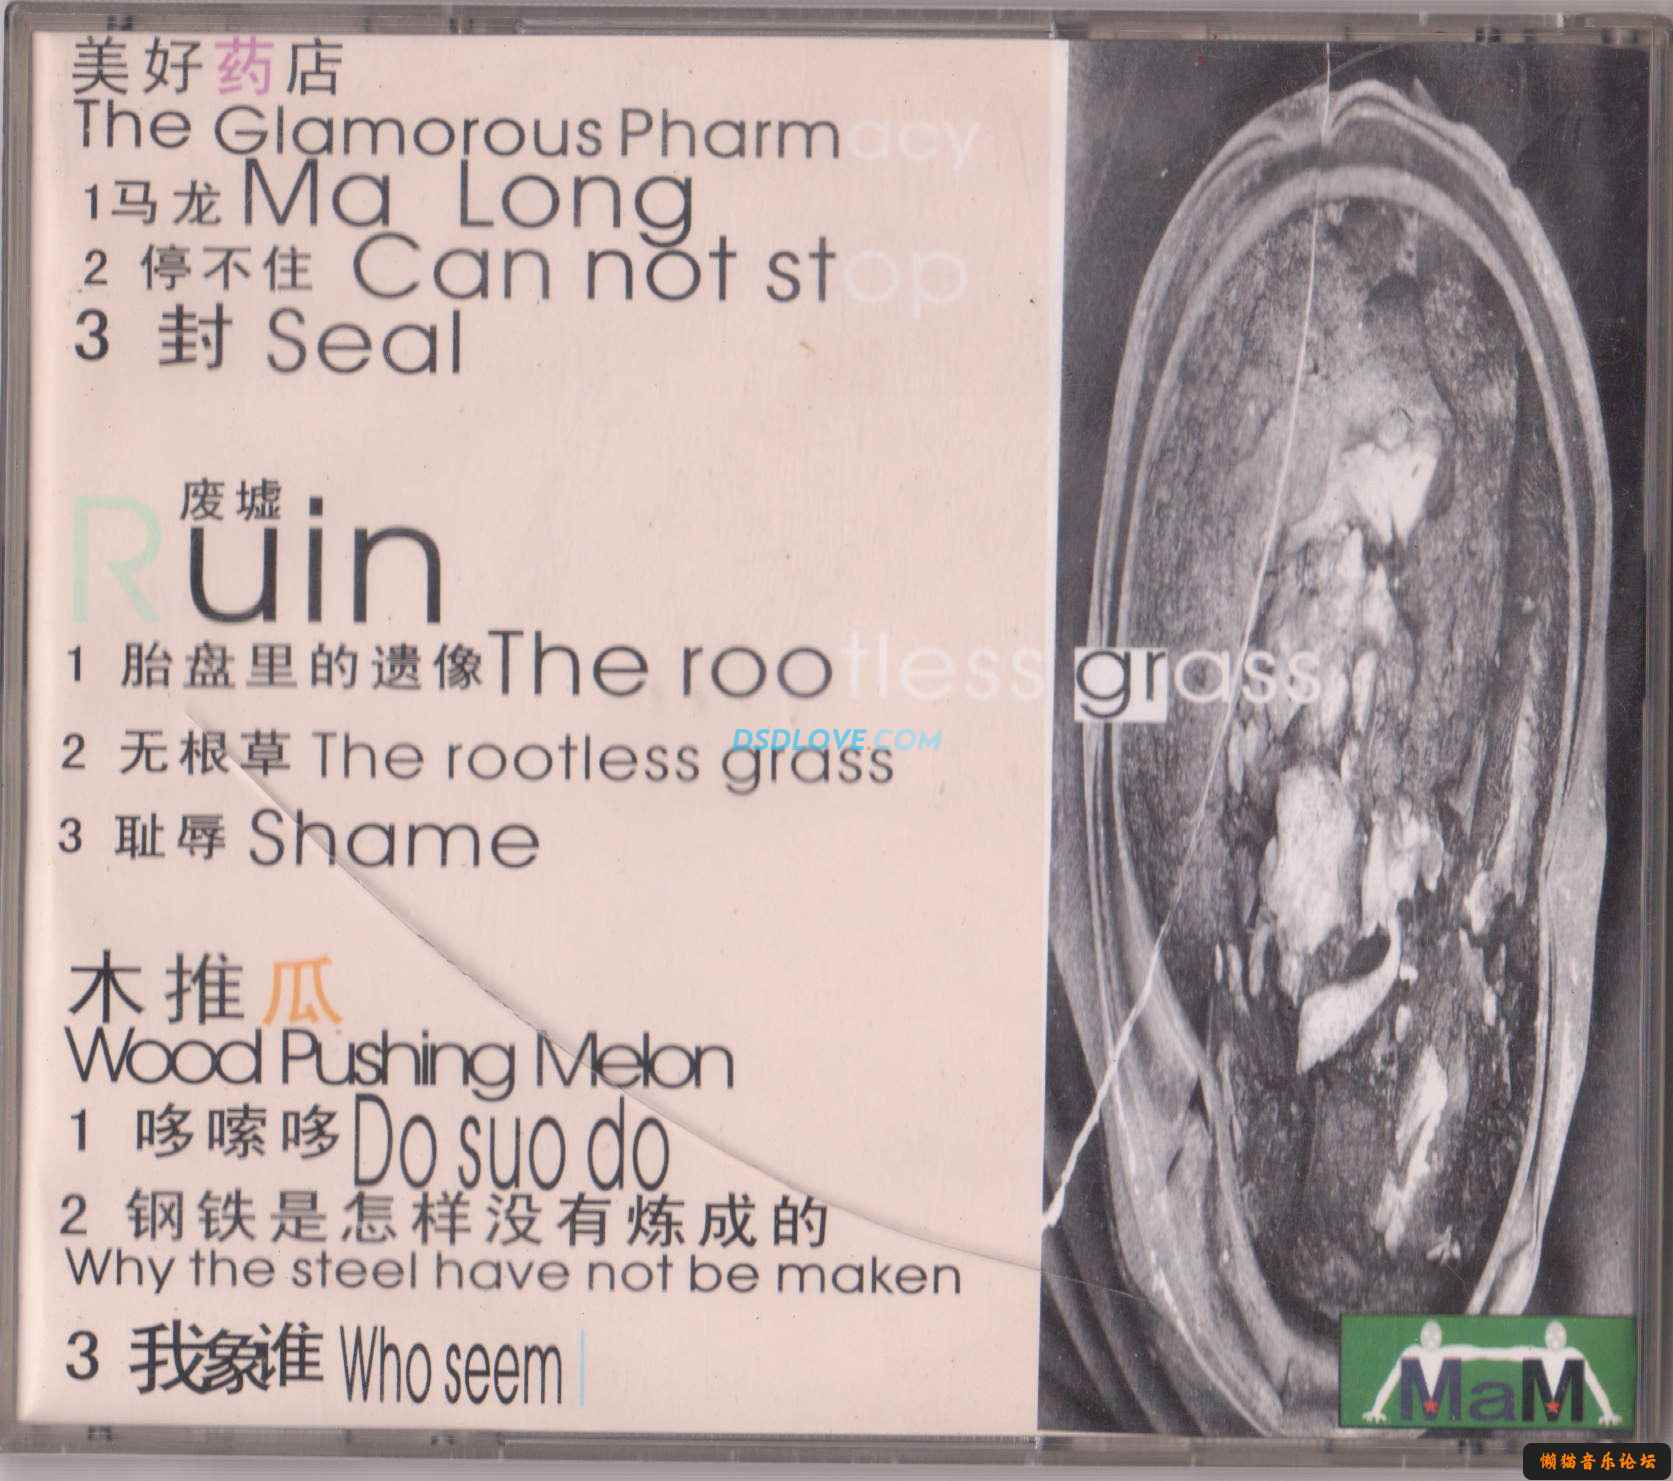 美好药店
The Glamorous Pharmacy
1马龙 Ma Long
2 停不住 Can not stop
3 封 Seal
废墟
Ruin
1 胎盘里的遗像The rootless grass
2 无根草 The rootless grass
DSDLOVE.COM
3 耻辱 Shame
木推瓜
Wood Pushing Melon
1 哆嗦哆 Do suo do
2 钢铁是怎样没有炼成的
Why the steel have not be maken
3 我象谁 Who seem I
MaM
懒猫音乐论坛